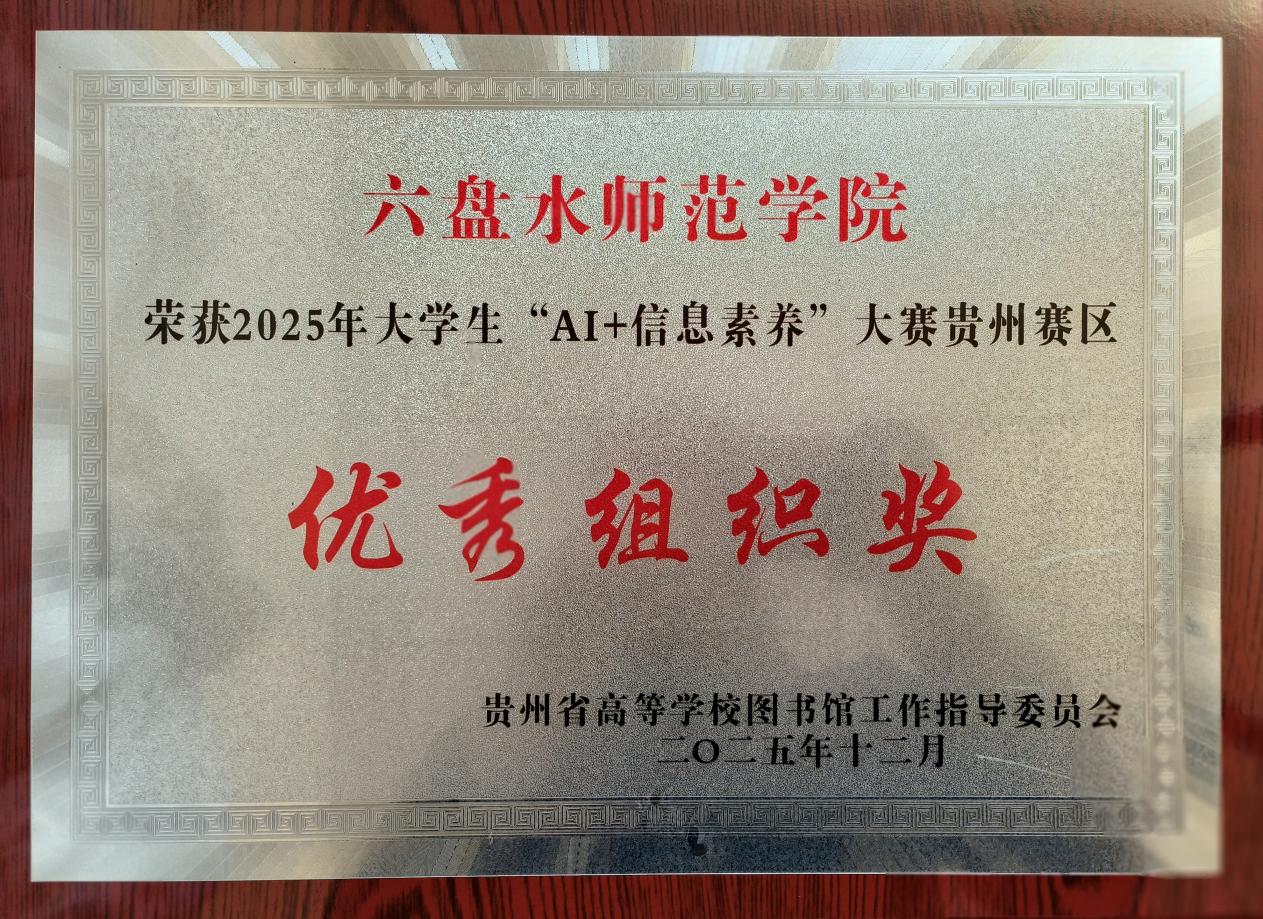 六盘水师范学院
荣获2025年大学生“AI+信息素养”大赛贵州赛区
优秀组织奖
贵州省高等学校图书馆工作指导委员会
二〇二五年十二月